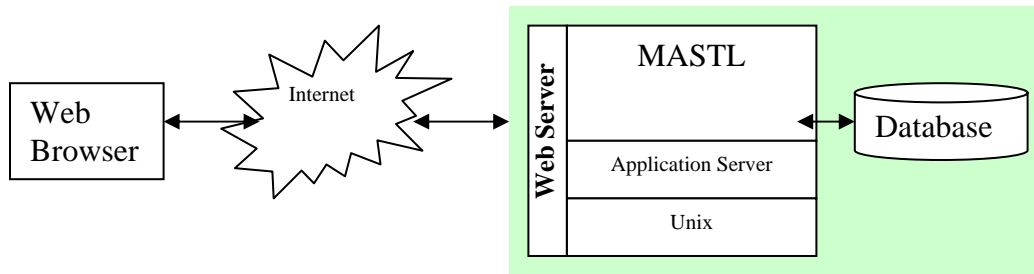 Web
Browser
Internet
Web Server
MASTL
Application Server
Unix
Database